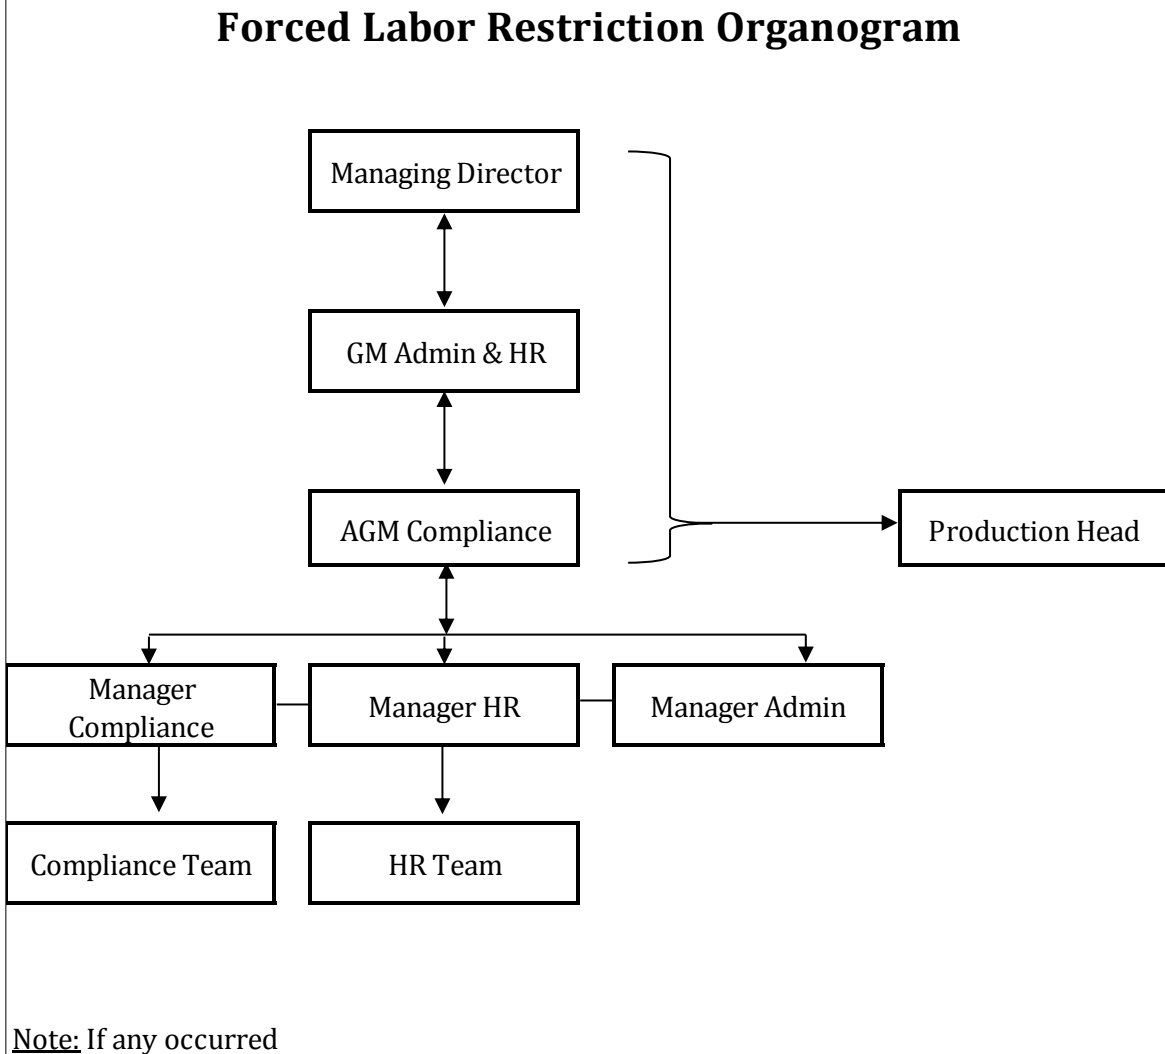 Forced Labor Restriction Organogram
Managing Director
GM Admin & HR
AGM Compliance
Production Head
Manager
Compliance
Manager HR
Manager Admin
Compliance Team
HR Team
Note: If any occurred